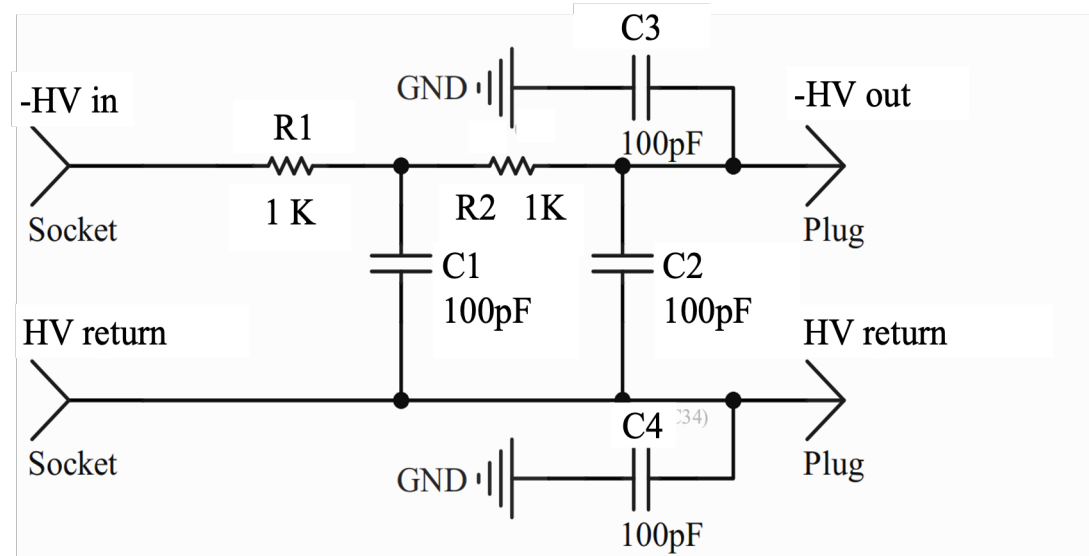 C3
-HV in
GND
-HV out
R1
100pF
1 K
R2 1K
Socket
Plug
C1
100pF
C2
100pF
HV return
HV return
C4
34)
Socket
GND
Plug
100pF